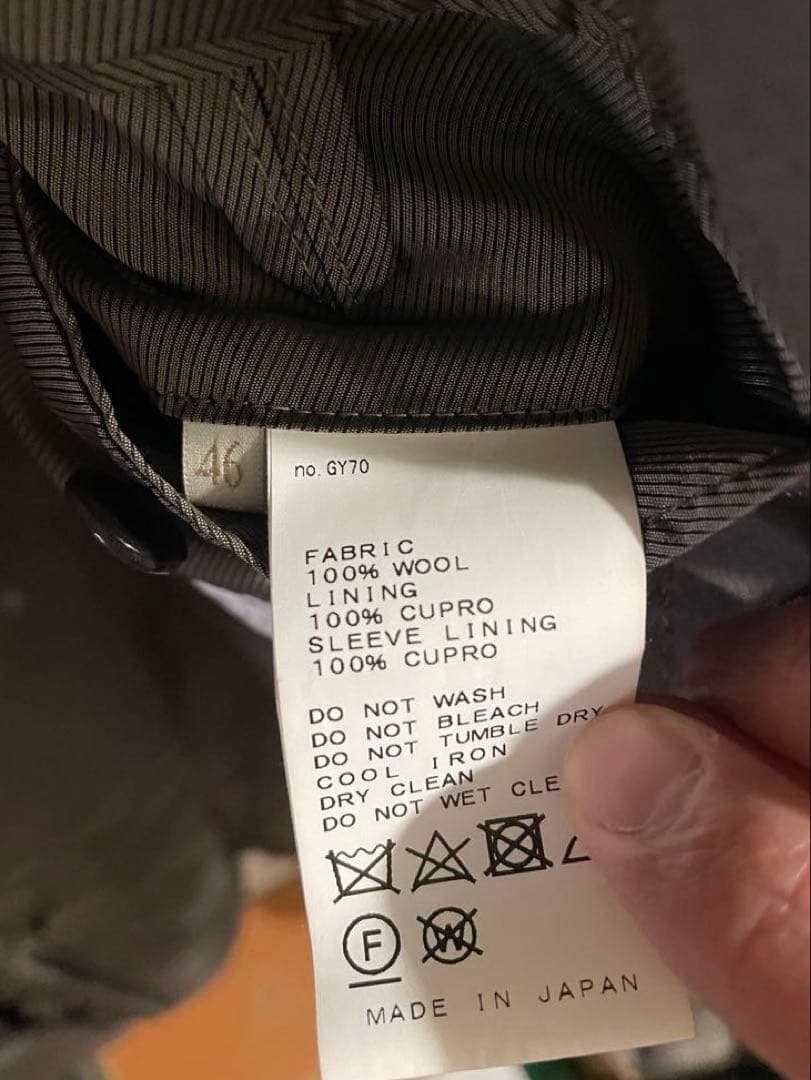 46
no. GY70
FABRIC
100% WOOL
LINING
100% CUPRO
SLEEVE LINING
100% CUPRO
DO NOT WASH
DO NOT BLEACH
DO NOT TUMBLE DRY
COOL IRON
DRY CLEAN
DO NOT WET CLE
F
W
MADE IN JAPAN